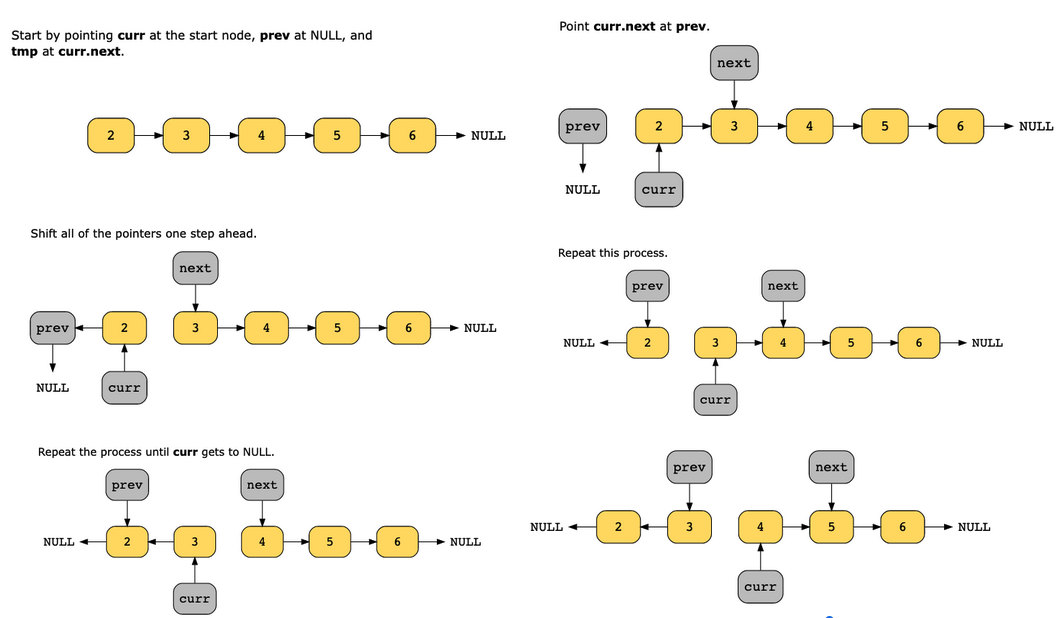 Start by pointing curr at the start node, prev at NULL, and
tmp at curr.next.
2 3 4 5 6 NULL
Point curr.next at prev.
next
prev 2 3 4 5 6 NULL
NULL curr
Shift all of the pointers one step ahead.
next
prev 2 3 4 5 6 NULL
NULL curr
Repeat this process.
prev next
NULL 2 3 4 5 6 NULL
curr
Repeat the process until curr gets to NULL.
prev next
NULL 2 3 4 5 6 NULL
curr
prev next
NULL 2 3 4 5 6 NULL
curr